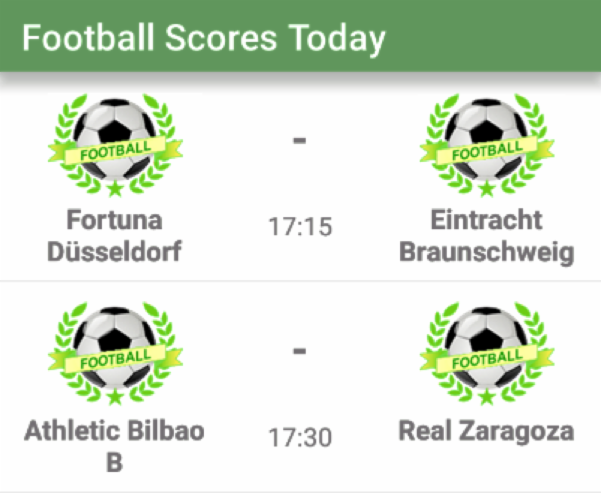 Football Scores Today
FOOTBALL
-
FOOTBALL
Fortuna
Düsseldorf
17:15
Eintracht
Braunschweig
FOOTBALL
-
FOOTBALL
Athletic Bilbao
B
17:30
Real Zaragoza